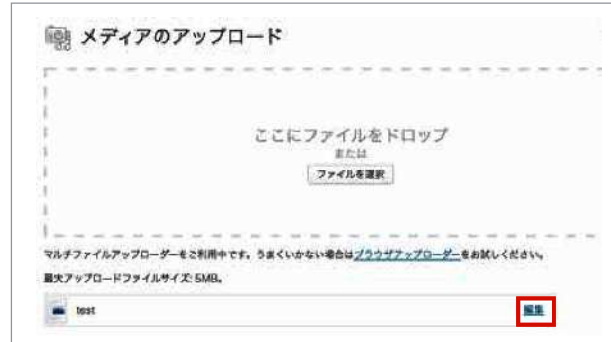 メディアのアップロード
ここにファイルをドロップ
または
ファイルを選択
マルチファイルアップローダーをご利用中です。うまくいかない場合はブラウザアップローダーをお試しください。
最大アップロードファイルサイズ: 5MB。
test
編集